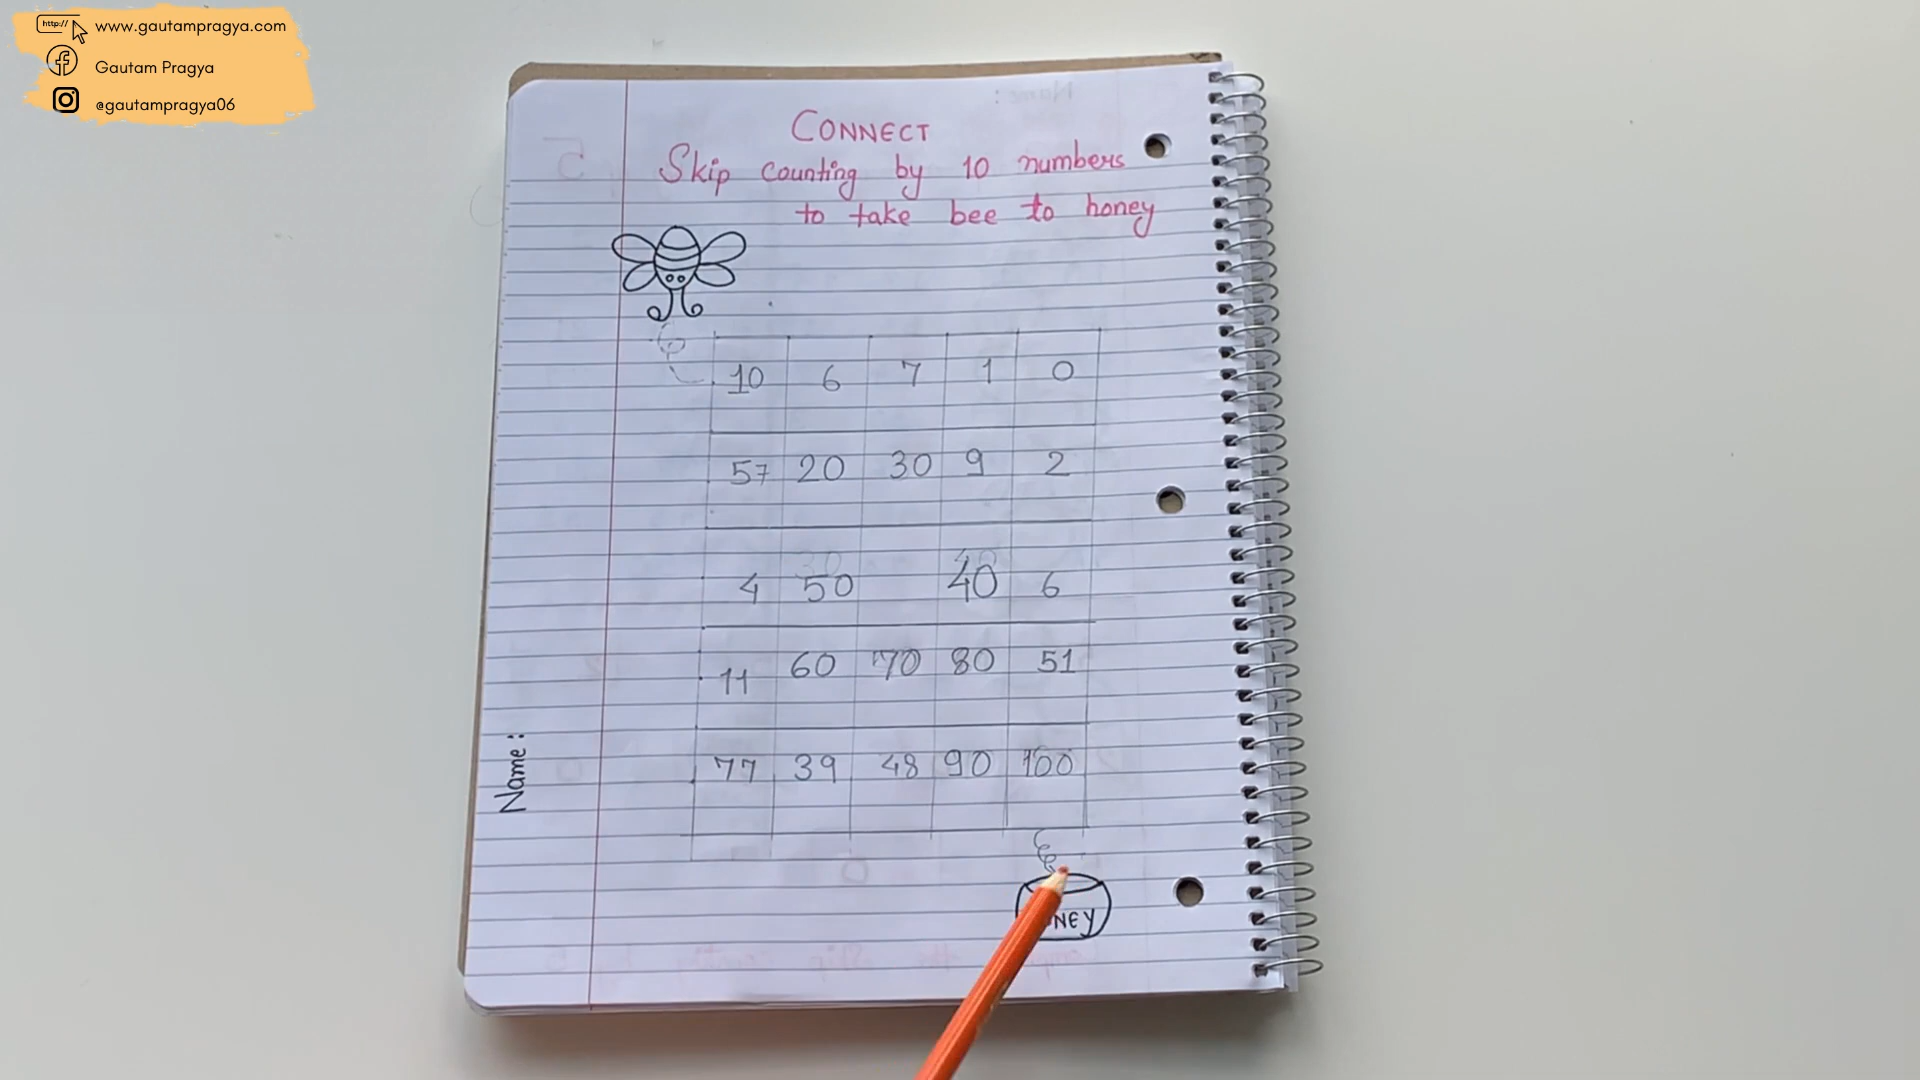 http://
www.gautampragya.com
Gautam Pragya
@gautampragya06
CONNECT
Skip counting by 10 numbers
to take bee to honey
10 6 7 1 0
57 20 30 9 2
4 50 40 6
11 60 70 80 51
77 39 48 90 100
Name: